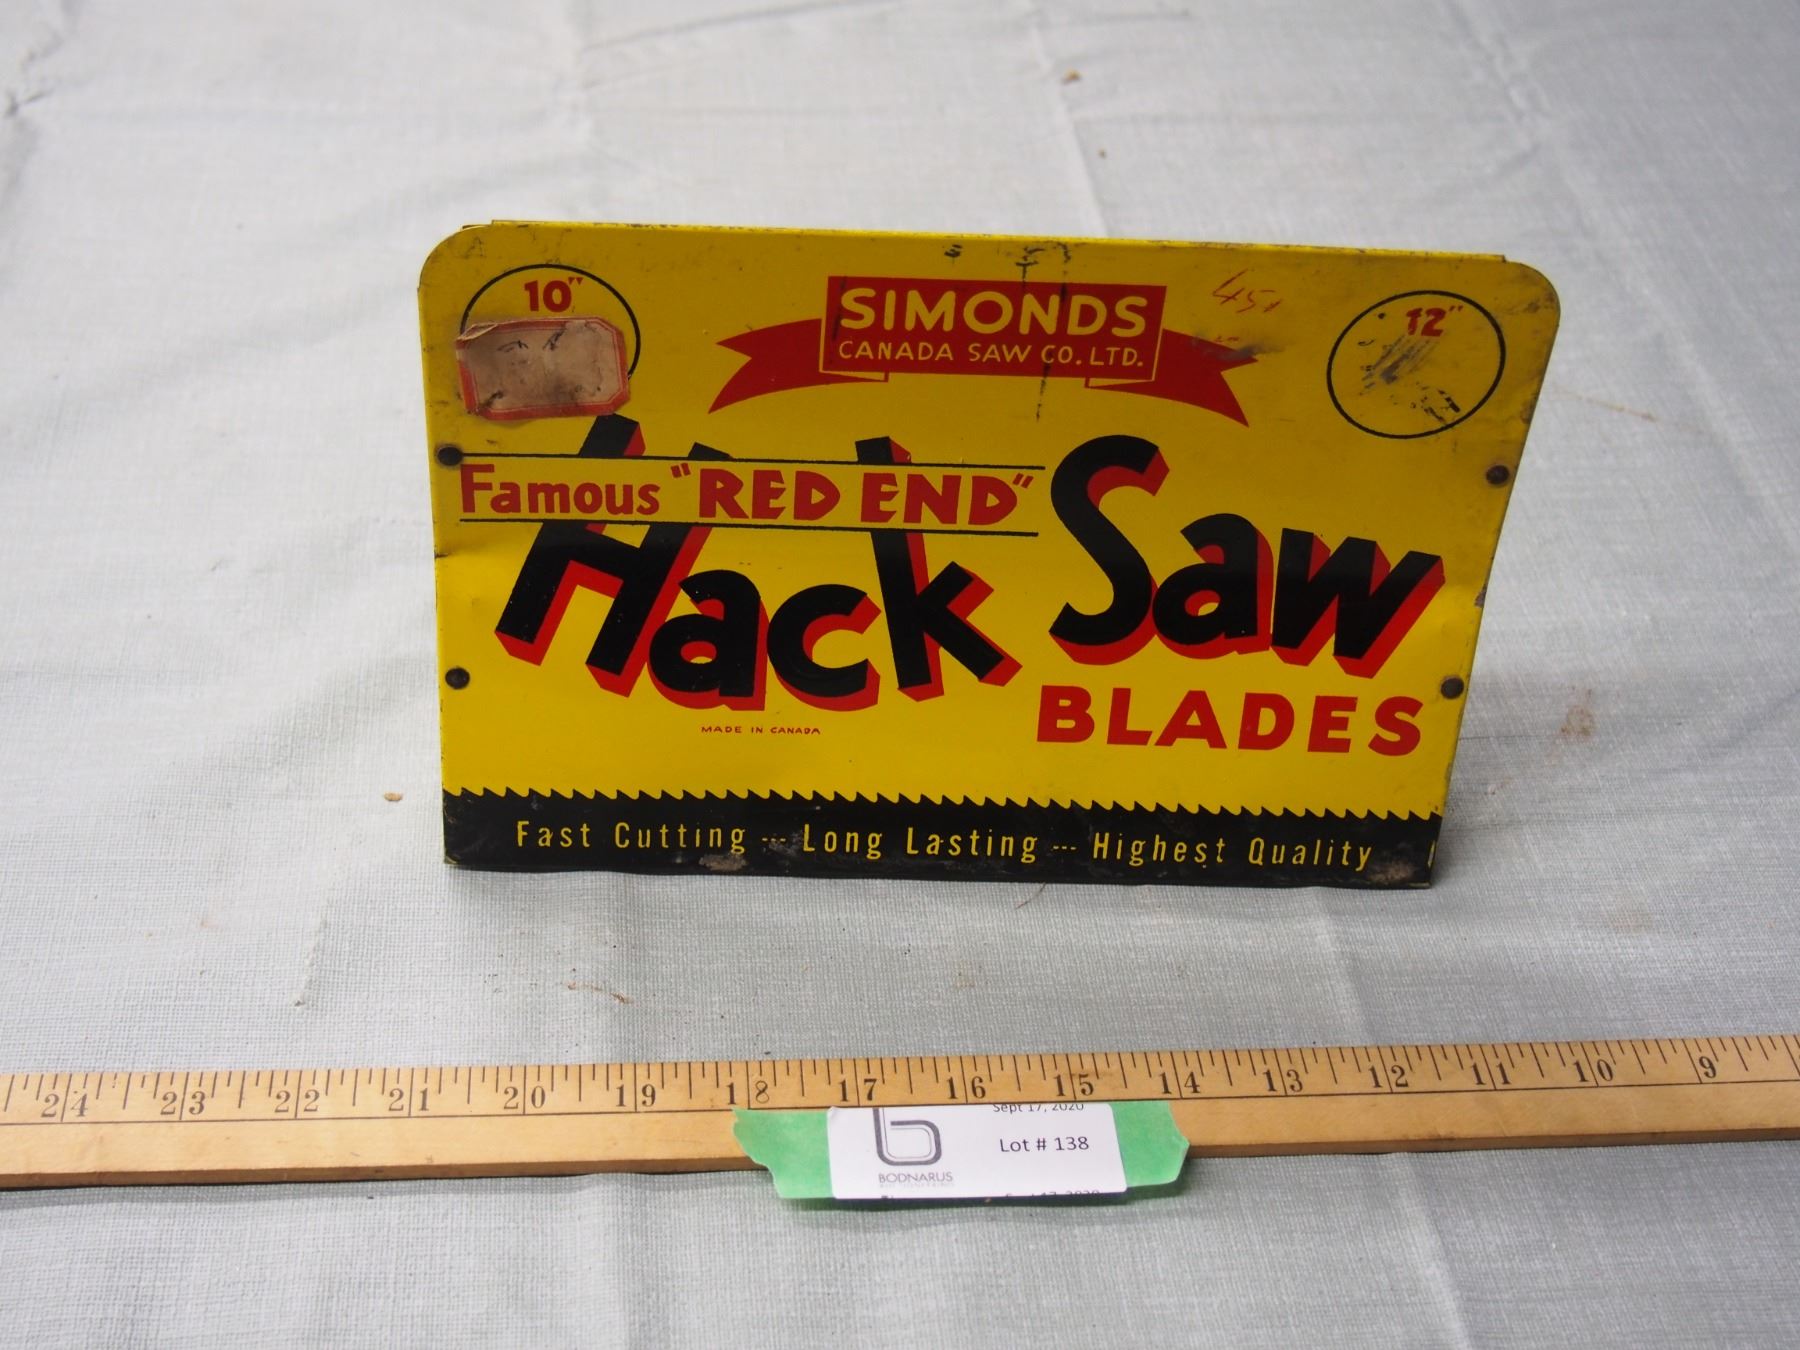 10"
SIMONDS
CANADA SAW CO. LTD.
12"
Famous "RED END"
Hack Saw
BLADES
MADE IN CANADA
Fast Cutting --- Long Lasting --- Highest Quality
24 23 22 21 20 19 18 17 16 15 14 13 12 11 10 9
Sept 17, 2020
Lot # 138
BODNARUS